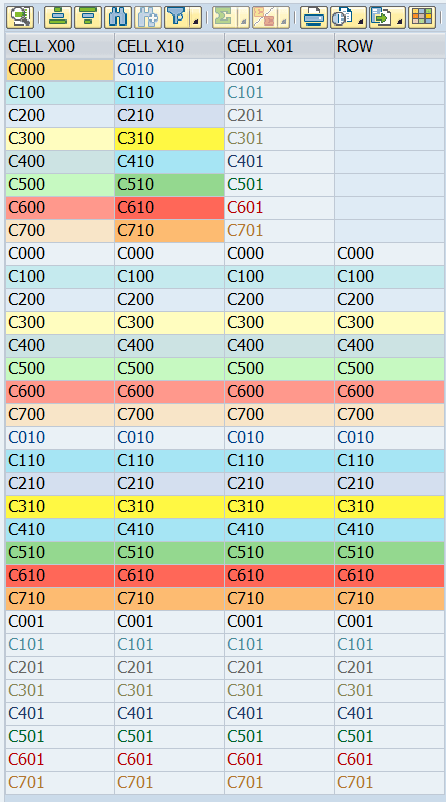 CELL X00 CELL X10 CELL X01 ROW
C000 C010 C001
C100 C110 C101
C200 C210 C201
C300 C310 C301
C400 C410 C401
C500 C510 C501
C600 C610 C601
C700 C710 C701
C000 C000 C000 C000
C100 C100 C100 C100
C200 C200 C200 C200
C300 C300 C300 C300
C400 C400 C400 C400
C500 C500 C500 C500
C600 C600 C600 C600
C700 C700 C700 C700
C010 C010 C010 C010
C110 C110 C110 C110
C210 C210 C210 C210
C310 C310 C310 C310
C410 C410 C410 C410
C510 C510 C510 C510
C610 C610 C610 C610
C710 C710 C710 C710
C001 C001 C001 C001
C101 C101 C101 C101
C201 C201 C201 C201
C301 C301 C301 C301
C401 C401 C401 C401
C501 C501 C501 C501
C601 C601 C601 C601
C701 C701 C701 C701